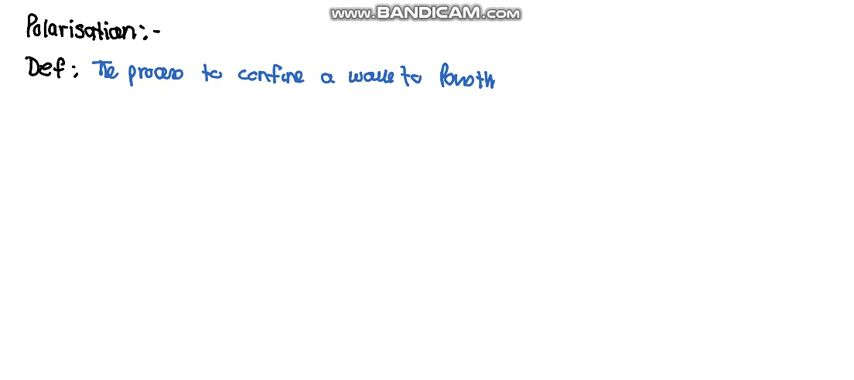 www.BANDICAM.com
Polarisation:-
Def: The process to confine a wave to